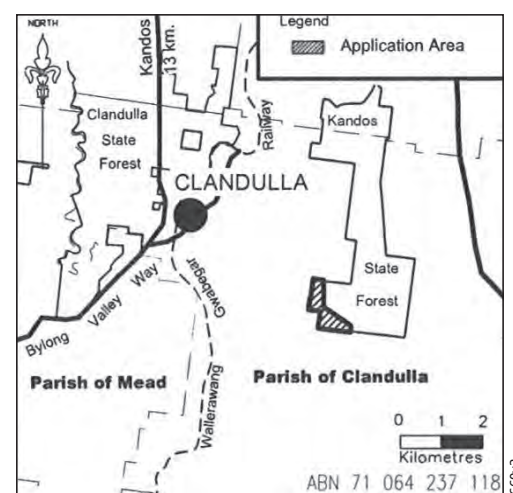 NORTH
Legend
Application Area
Kandos
13 km.
Clandulla
State
Forest
Railway
Kandos
CLANDULLA
State
Forest
Gwabegar
Bylong Valley Way
Wallerawang
Parish of Mead
Parish of Clandulla
0 1 2
Kilometres
ABN 71 064 237 118